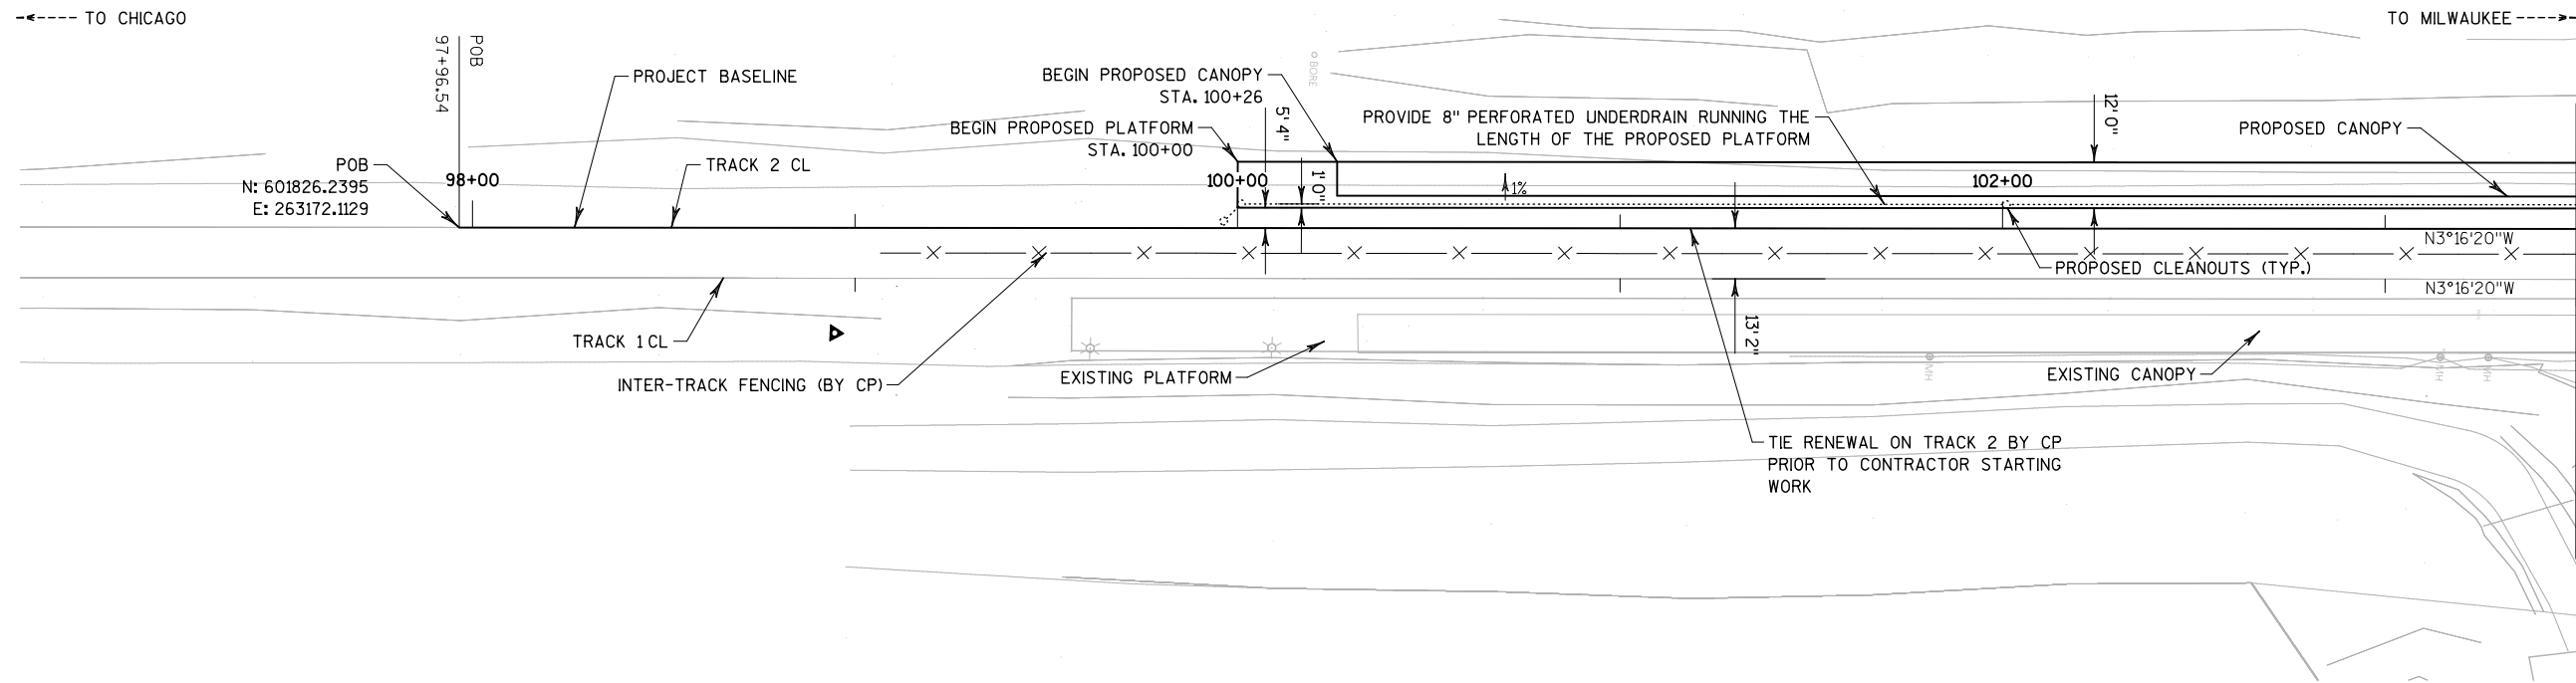 TO CHICAGO
TO MILWAUKEE
POB
97+96.54
PROJECT BASELINE
BEGIN PROPOSED CANOPY
STA. 100+26
BORE
5'4"
PROVIDE 8" PERFORATED UNDERDRAIN RUNNING THE
LENGTH OF THE PROPOSED PLATFORM
12'0"
PROPOSED CANOPY
BEGIN PROPOSED PLATFORM
STA. 100+00
POB
N: 601826.2395
E: 263172.1129
TRACK 2 CL
98+00
100+00
1'0"
1%
102+00
N3°16'20"W
PROPOSED CLEANOUTS (TYP.)
N3°16'20"W
TRACK 1 CL
13'2"
INTER-TRACK FENCING (BY CP)
EXISTING PLATFORM
MH
EXISTING CANOPY
MH
MH
TIE RENEWAL ON TRACK 2 BY CP
PRIOR TO CONTRACTOR STARTING
WORK